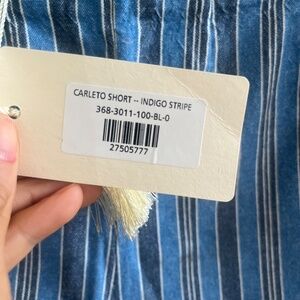 CARLETO SHORT -- INDIGO STRIPE
368-3011-100-BL-0
27505777